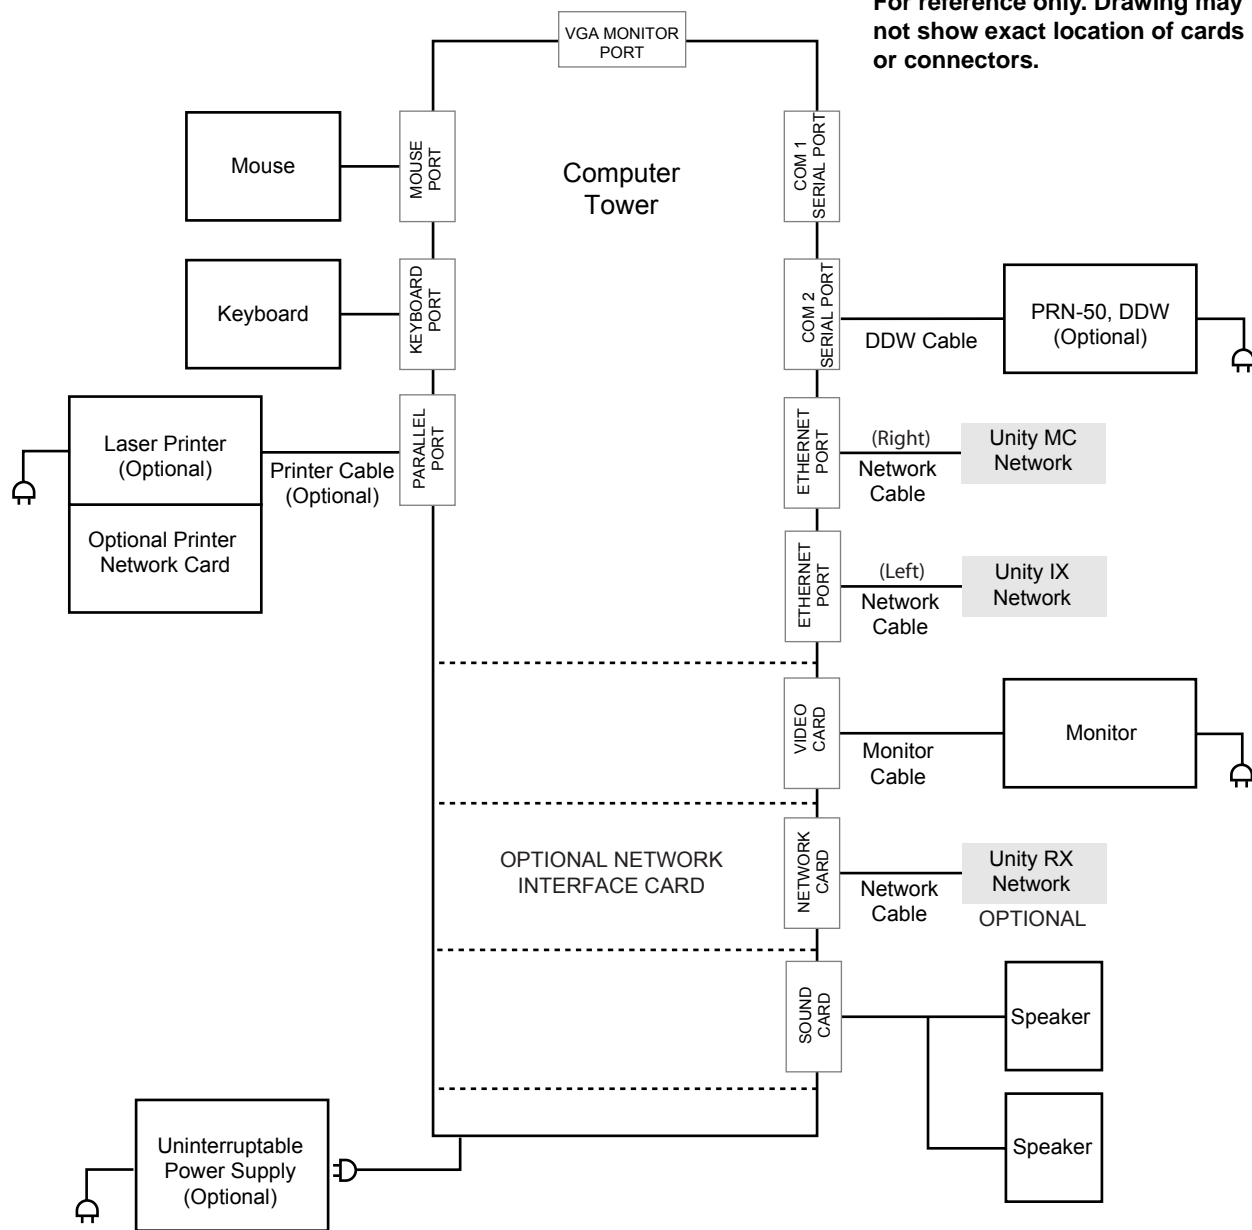 For reference only. Drawing may
not show exact location of cards
or connectors.
VGA MONITOR
PORT
Computer
Tower
Mouse
MOUSE
PORT
COM 1
SERIAL PORT
Keyboard
KEYBOARD
PORT
COM 2
SERIAL PORT
DDW Cable
PRN-50, DDW
(Optional)
Laser Printer
(Optional)
Printer Cable
(Optional)
PARALLEL
PORT
Optional Printer
Network Card
ETHERNET
PORT
(Right)
Network
Cable
Unity MC
Network
ETHERNET
PORT
(Left)
Network
Cable
Unity IX
Network
VIDEO
CARD
Monitor
Cable
Monitor
OPTIONAL NETWORK
INTERFACE CARD
NETWORK
CARD
Network
Cable
Unity RX
Network
OPTIONAL
SOUND
CARD
Speaker
Speaker
Uninterruptable
Power Supply
(Optional)